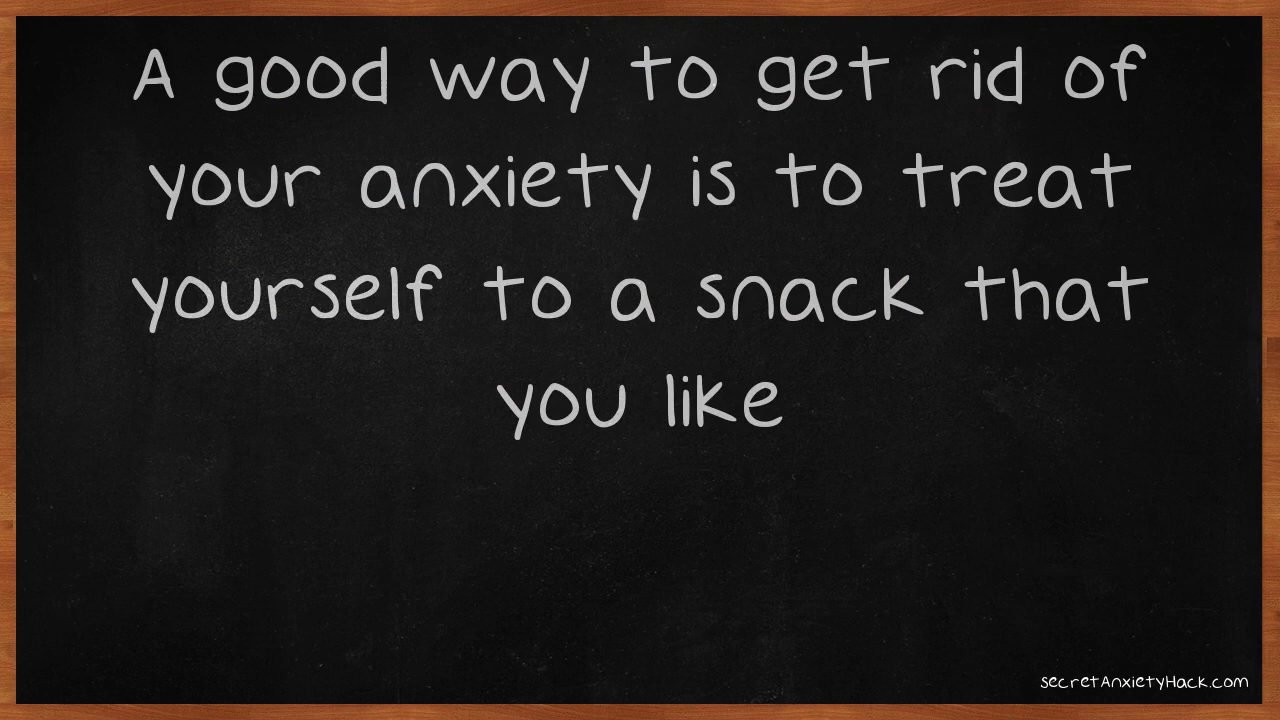 A good way to get rid of
your anxiety is to treat
yourself to a snack that
you like
secretAnxietyHack.com